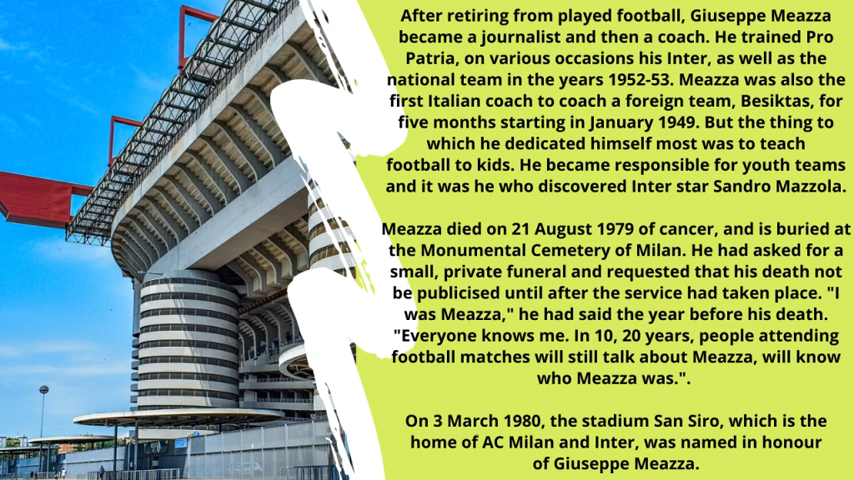 After retiring from played football, Giuseppe Meazza
became a journalist and then a coach. He trained Pro
Patria, on various occasions his Inter, as well as the
national team in the years 1952-53. Meazza was also the
first Italian coach to coach a foreign team, Besiktas, for
five months starting in January 1949. But the thing to
which he dedicated himself most was to teach
football to kids. He became responsible for youth teams
and it was he who discovered Inter star Sandro Mazzola.
Meazza died on 21 August 1979 of cancer, and is buried at
the Monumental Cemetery of Milan. He had asked for a
small, private funeral and requested that his death not
be publicised until after the service had taken place. "I
was Meazza," he had said the year before his death.
"Everyone knows me. In 10, 20 years, people attending
football matches will still talk about Meazza, will know
who Meazza was.".
On 3 March 1980, the stadium San Siro, which is the
home of AC Milan and Inter, was named in honour
of Giuseppe Meazza.